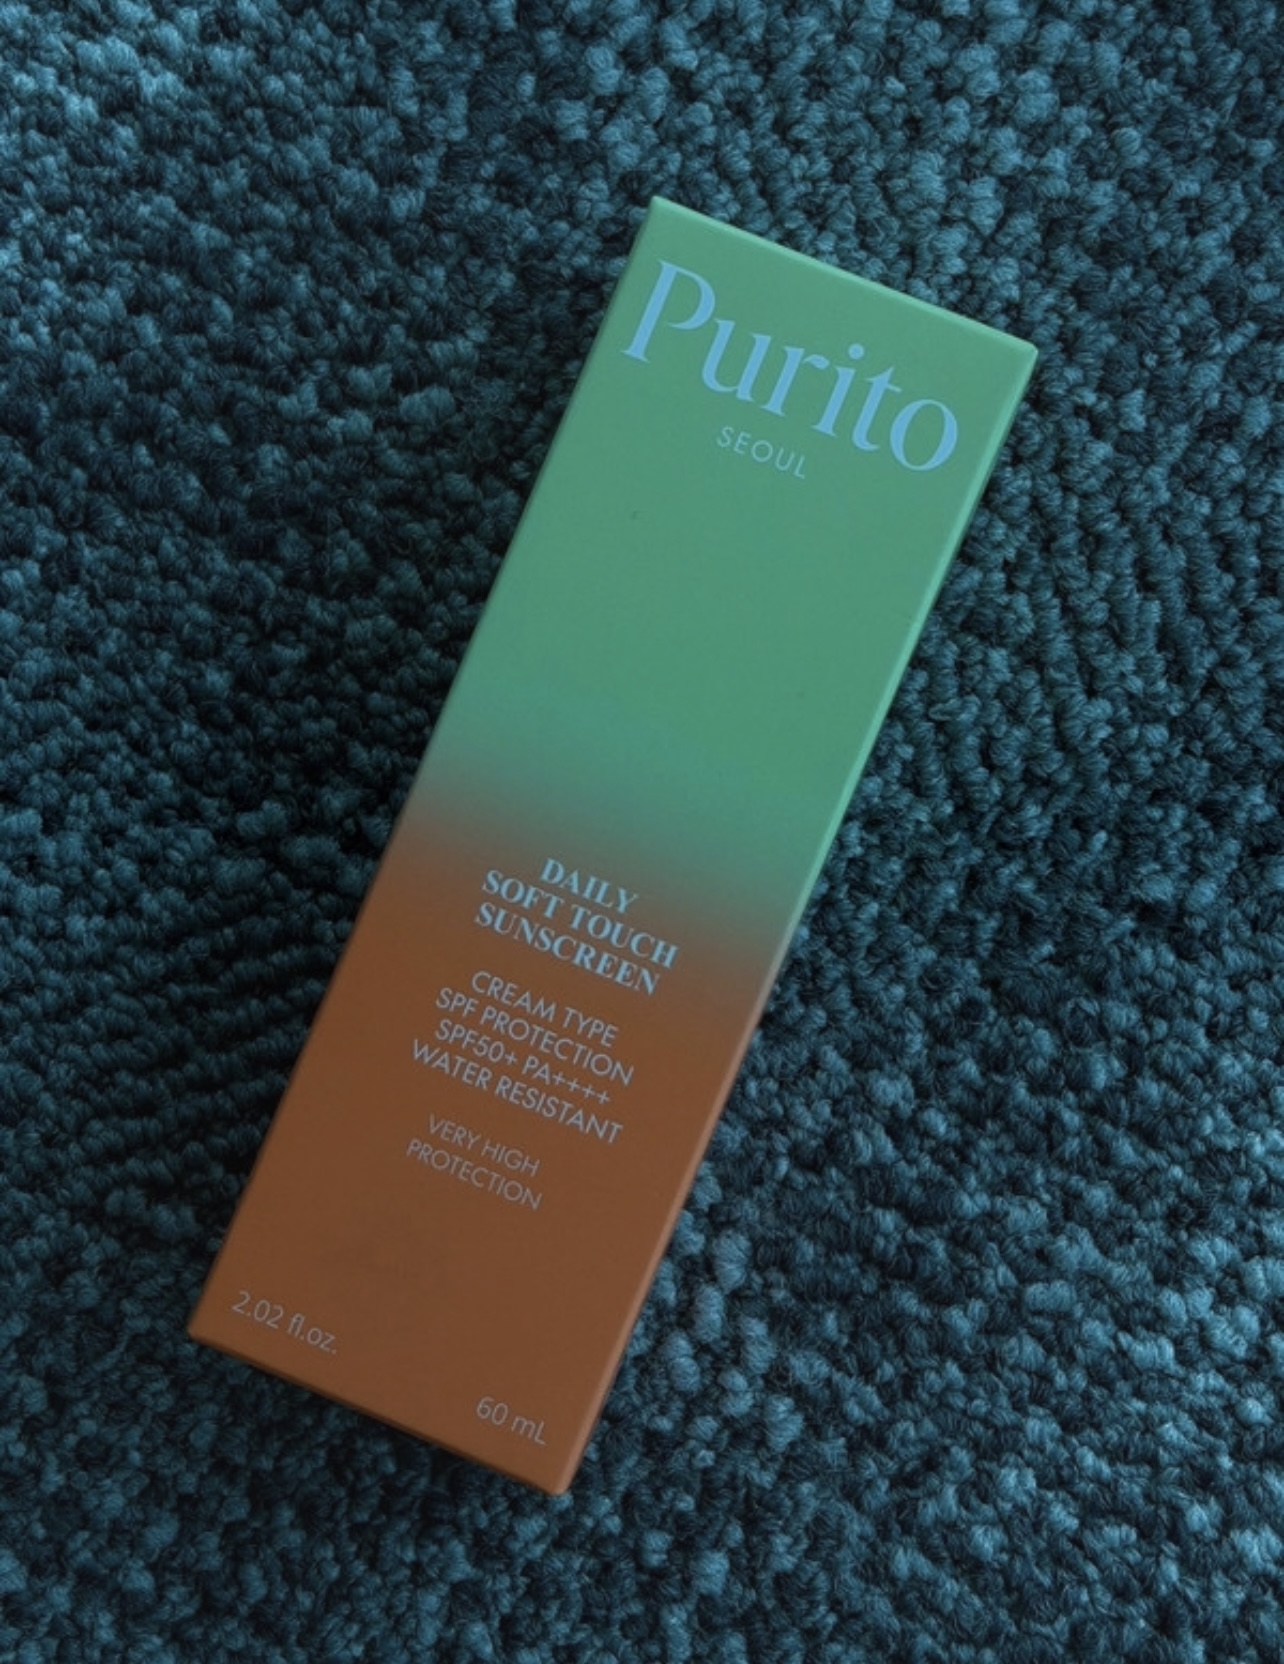 Purito
SEOUL
DAILY
SOFT TOUCH
SUNSCREEN
CREAM TYPE
SPF PROTECTION
SPF50+ PA++++
WATER RESISTANT
VERY HIGH
PROTECTION
2.02 fl.oz.
60 mL